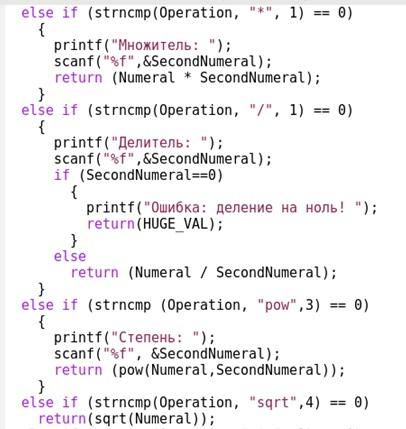 else if (strncmp(Operation, "*", 1) == 0)
{
printf("Множитель: ");
scanf("%f",&SecondNumeral);
return (Numeral * SecondNumeral);
}
else if (strncmp(Operation, "/", 1) == 0)
{
printf("Делитель: ");
scanf("%f",&SecondNumeral);
if (SecondNumeral==0)
{
printf("Ошибка: деление на ноль! ");
return(HUGE_VAL);
}
else
return (Numeral / SecondNumeral);
}
else if (strncmp (Operation, "pow",3) == 0)
{
printf("Степень: ");
scanf("%f", &SecondNumeral);
return (pow(Numeral,SecondNumeral));
}
else if (strncmp(Operation, "sqrt",4) == 0)
return(sqrt(Numeral));